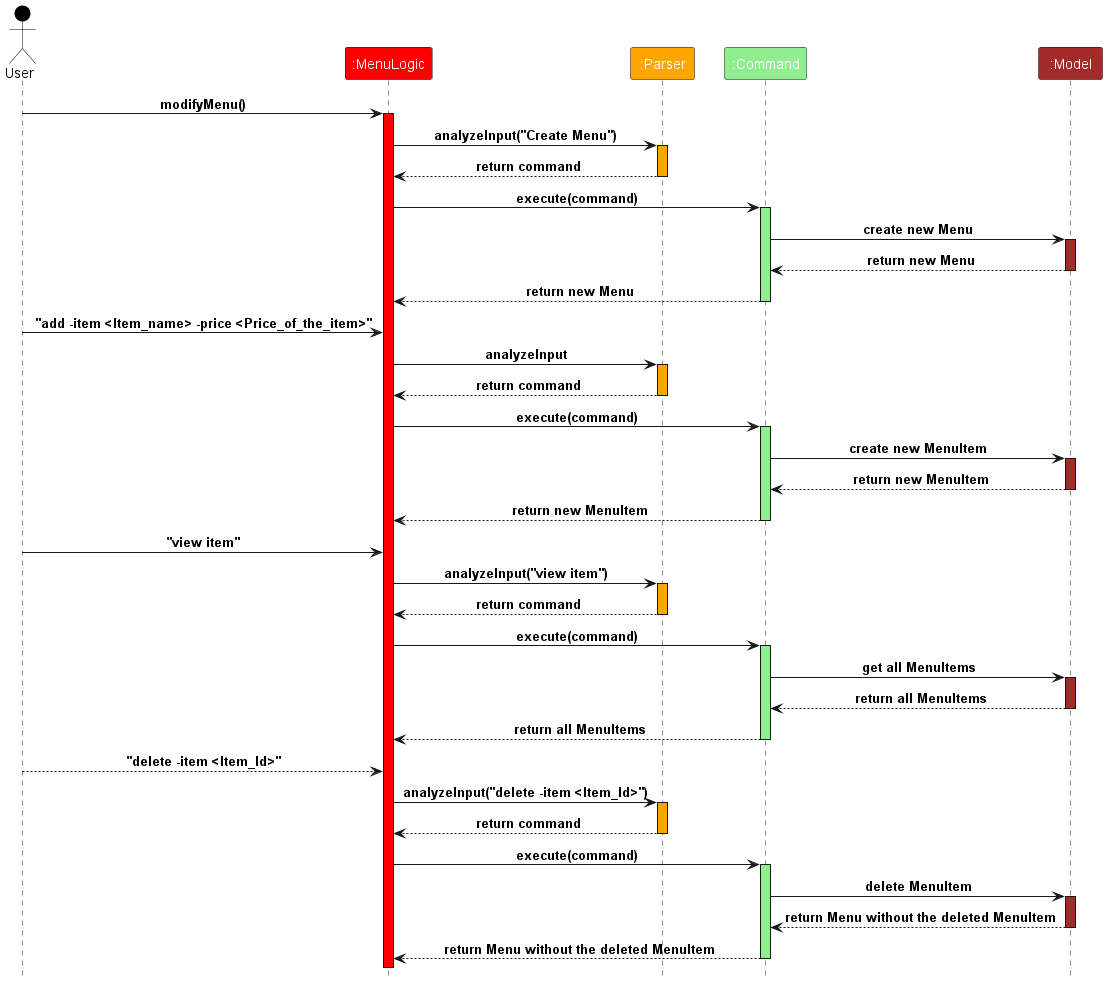 User
:MenuLogic
:Parser
:Command
:Model
modifyMenu()
analyzeInput("Create Menu")
return command
execute(command)
create new Menu
return new Menu
return new Menu
"add -item <Item_name> -price <Price_of_the_item>"
analyzeInput
return command
execute(command)
create new MenuItem
return new MenuItem
return new MenuItem
"view item"
analyzeInput("view item")
return command
execute(command)
get all MenuItems
return all MenuItems
return all MenuItems
"delete -item <Item_Id>"
analyzeInput("delete -item <Item_Id>")
return command
execute(command)
delete MenuItem
return Menu without the deleted MenuItem
return Menu without the deleted MenuItem